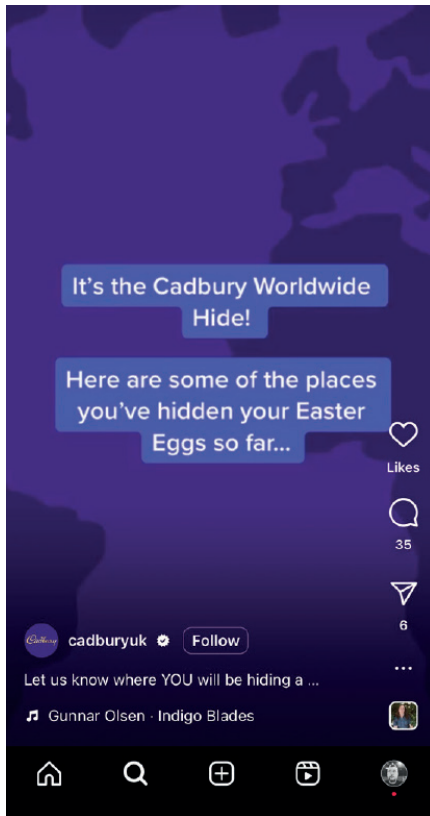 It's the Cadbury Worldwide
Hide!
Here are some of the places
you've hidden your Easter
Eggs so far...
Likes
35
6
Cadbury
cadburyuk
Follow
Let us know where YOU will be hiding a ...
Gunnar Olsen · Indigo Blades